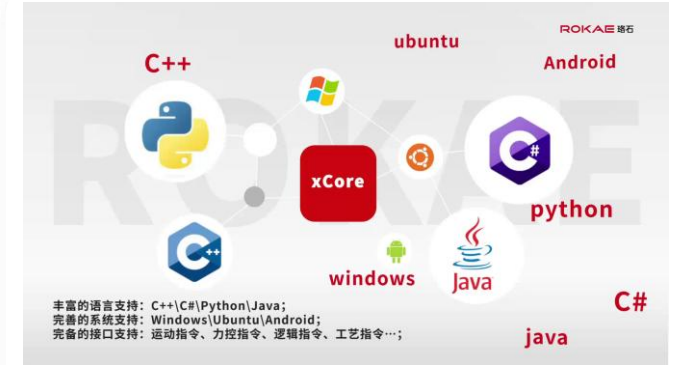 ROKAE 珞石
ubuntu
C++
Android
ROKAE
C#
xCore
python
C++
windows
Java
丰富的语言支持：C++\C#\Python\Java；
完善的系统支持：Windows\Ubuntu\Android；
完备的接口支持：运动指令、力控指令、逻辑指令、工艺指令…；
C#
java